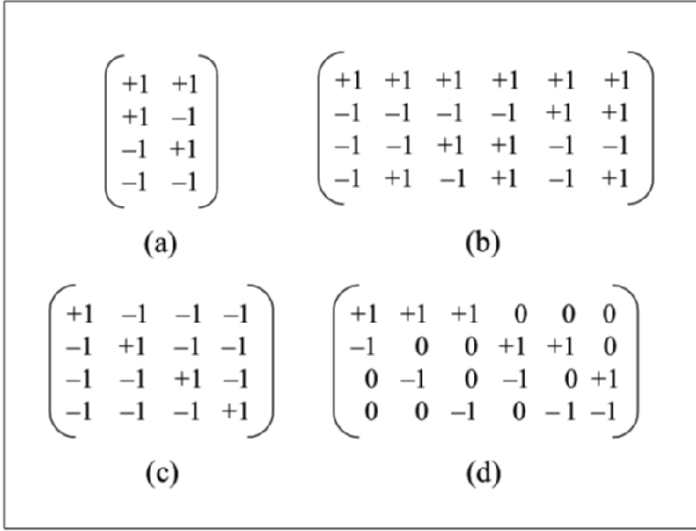 +1 +1
+1 –1
–1 +1
–1 –1
(a)
+1 +1 +1 +1 +1 +1
–1 –1 –1 –1 +1 +1
–1 –1 +1 +1 –1 –1
–1 +1 –1 +1 –1 +1
(b)
+1 –1 –1 –1
–1 +1 –1 –1
–1 –1 +1 –1
–1 –1 –1 +1
(c)
+1 +1 +1 0 0 0
–1 0 0 +1 +1 0
0 –1 0 –1 0 +1
0 0 –1 0 –1 –1
(d)